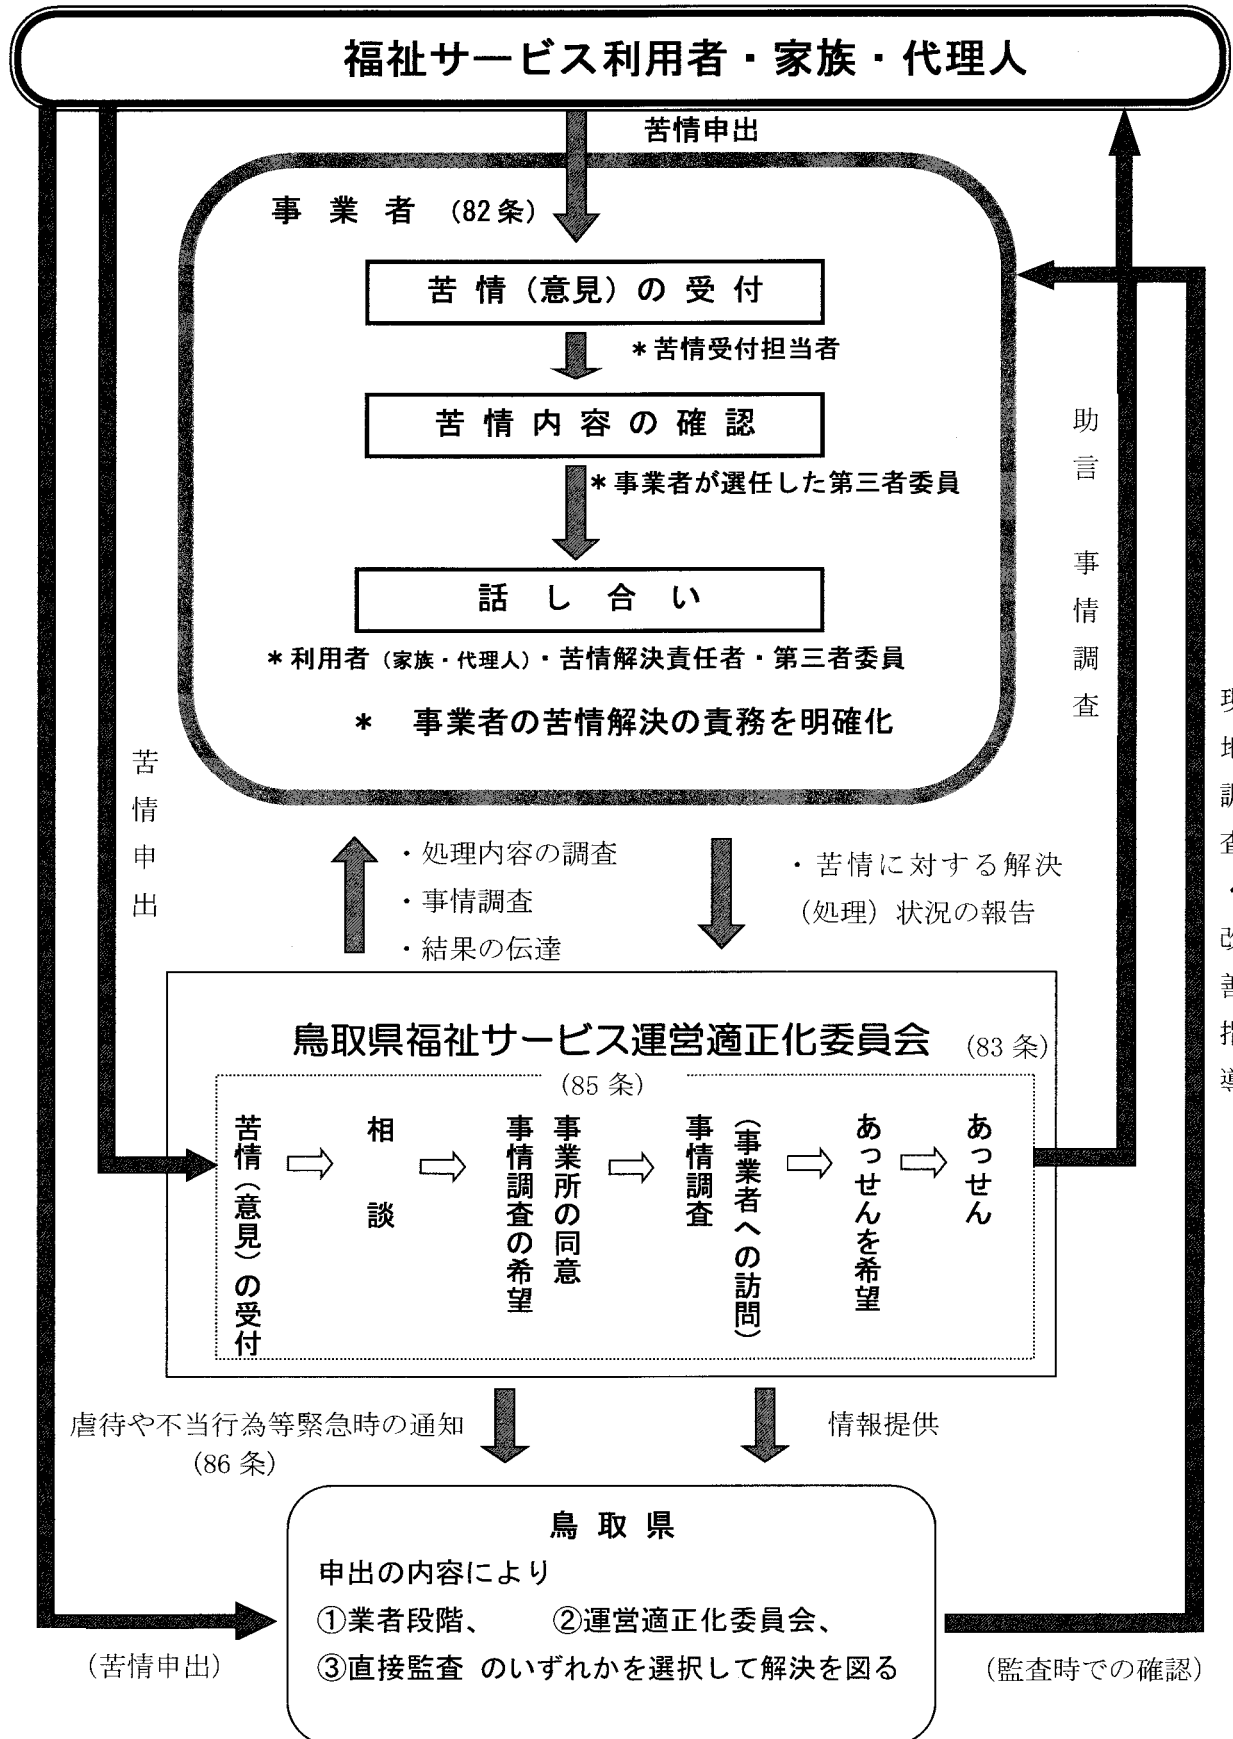 福祉サービス利用者・家族・代理人
苦情申出
事業者 (82条)
苦情(意見)の受付
*苦情受付担当者
苦情内容の確認
*事業者が選任した第三者委員
話し合い
*利用者(家族・代理人)・苦情解決責任者・第三者委員
* 事業者の苦情解決の責務を明確化
苦情申出
助言 事情調査
・処理内容の調査
・事情調査
・結果の伝達
・苦情に対する解決
(処理)状況の報告
鳥取県福祉サービス運営適正化委員会 (83条)
(85条)
苦情(意見)の受付
相談
事業所の同意
事情調査の希望
(事業者への訪問)
事情調査
あっせんを希望
あっせん
虐待や不当行為等緊急時の通知
(86条)
情報提供
鳥取県
申出の内容により
①業者段階、 ②運営適正化委員会、
③直接監査 のいずれかを選択して解決を図る
(苦情申出)
(監査時での確認)